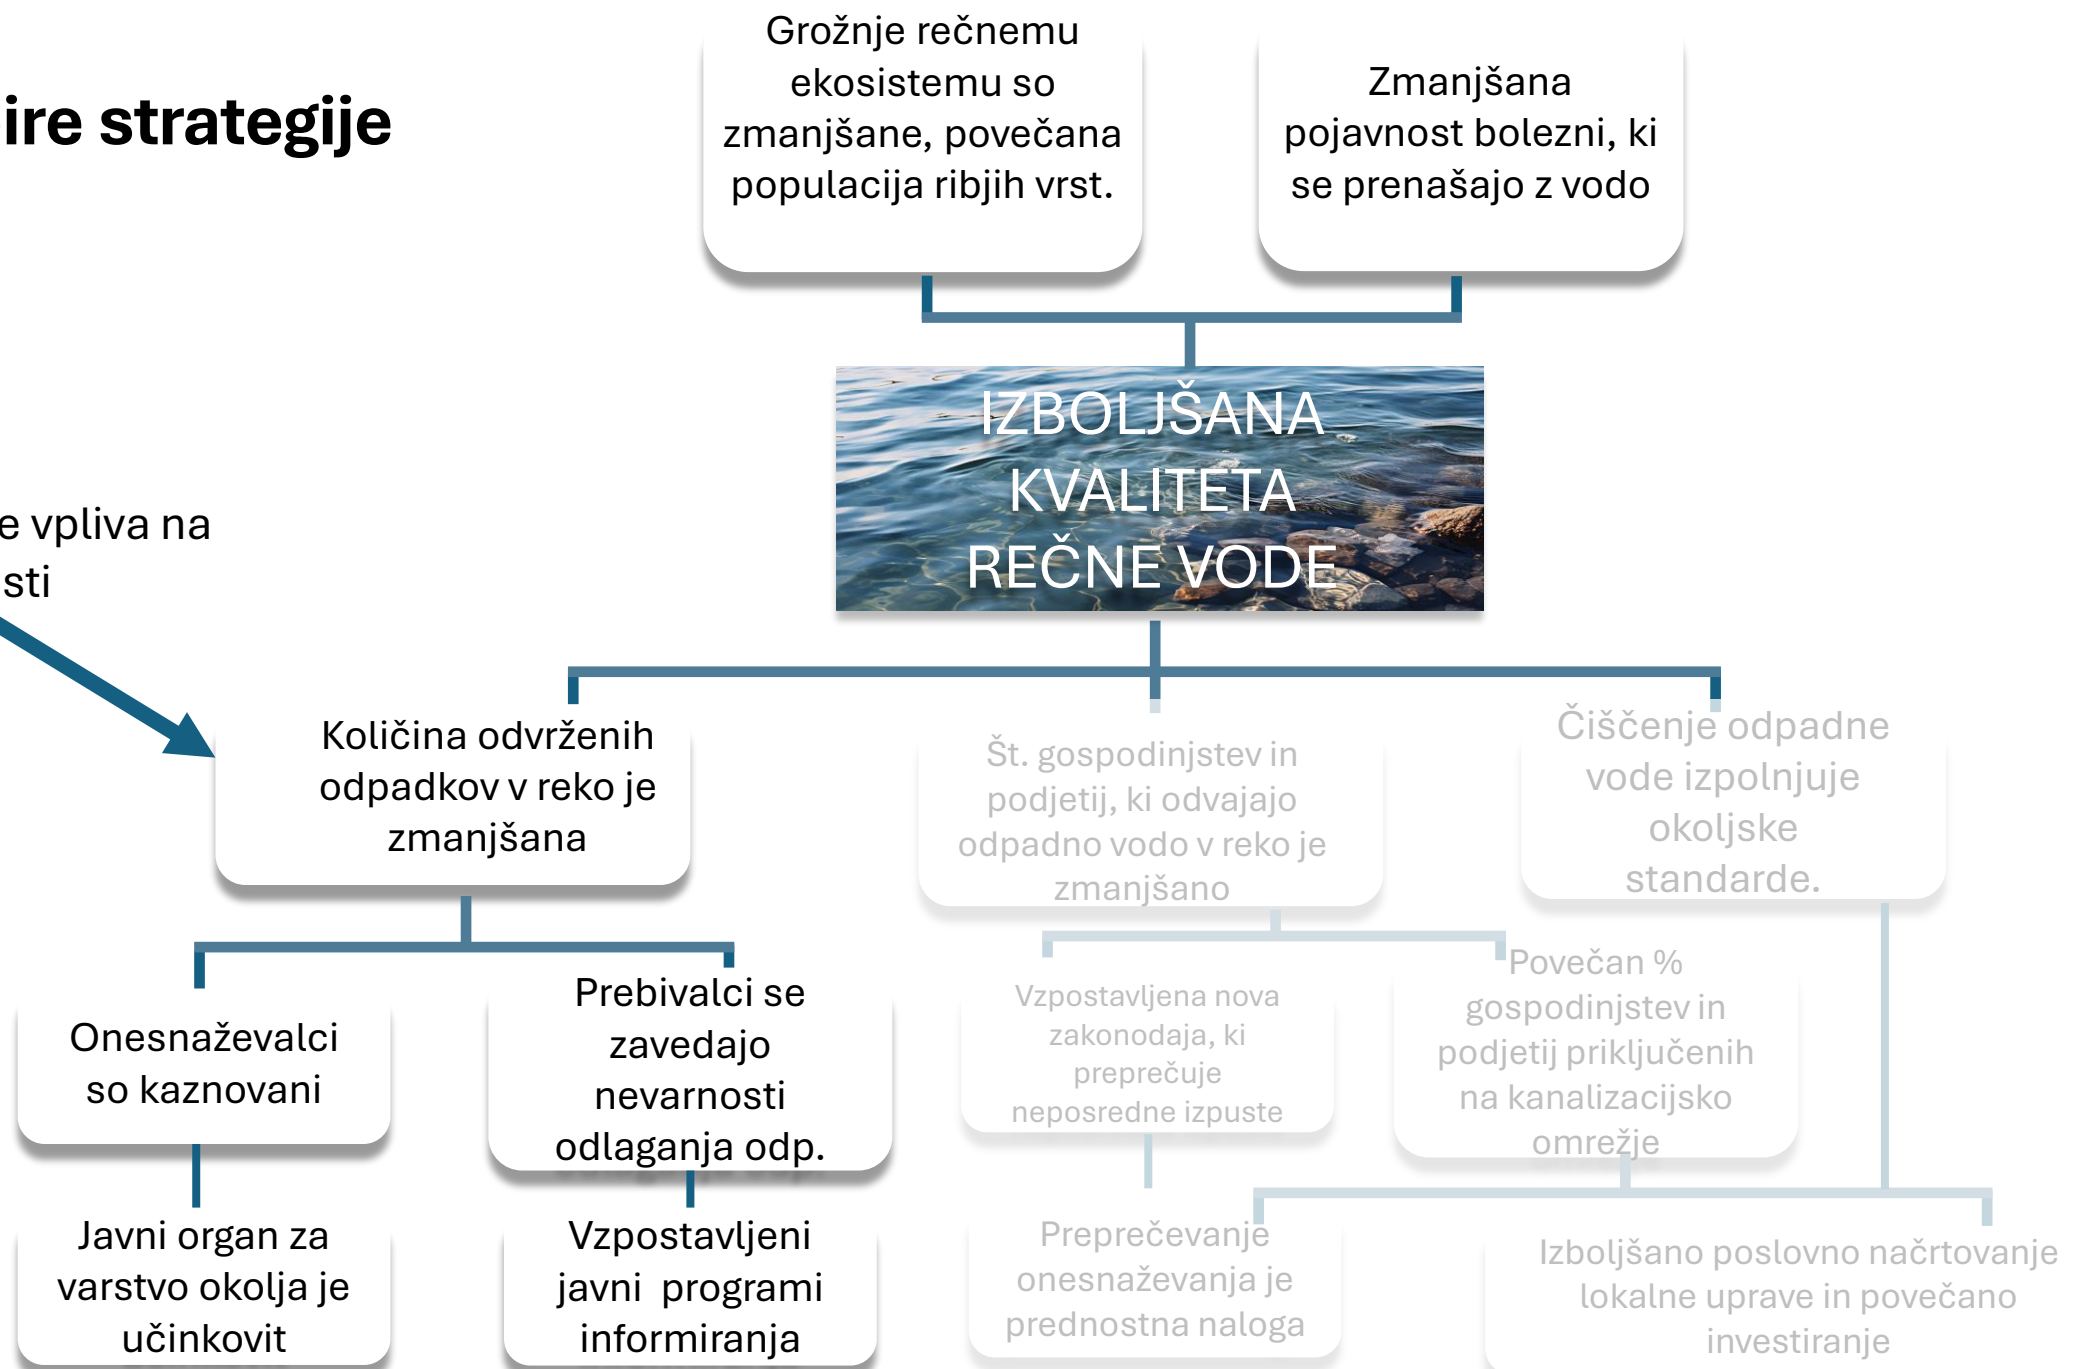 Grožnje rečnemu
ekosistemu so
zmanjšane, povečana
populacija ribjih vrst.
Zmanjšana
pojavnost bolezni, ki
se prenašajo z vodo
ire strategije
IZBOLJŠANA
KVALITETA
REČNE VODE
e vpliva na
sti
Količina odvrženih
odpadkov v reko je
zmanjšana
Št. gospodinjstev in
podjetij, ki odvajajo
odpadno vodo v reko je
zmanjšano
Čiščenje odpadne
vode izpolnjuje
okoljske
standarde.
Onesnaževalci
so kaznovani
Prebivalci se
zavedajo
nevarnosti
odlaganja odp.
Vzpostavljena nova
zakonodaja, ki
preprečuje
neposredne izpuste
Povečan %
gospodinjstev in
podjetij priključenih
na kanalizacijsko
omrežje
Javni organ za
varstvo okolja je
učinkovit
Vzpostavljeni
javni programi
informiranja
Preprečevanje
onesnaževanja je
prednostna naloga
Izboljšano poslovno načrtovanje
lokalne uprave in povečano
investiranje